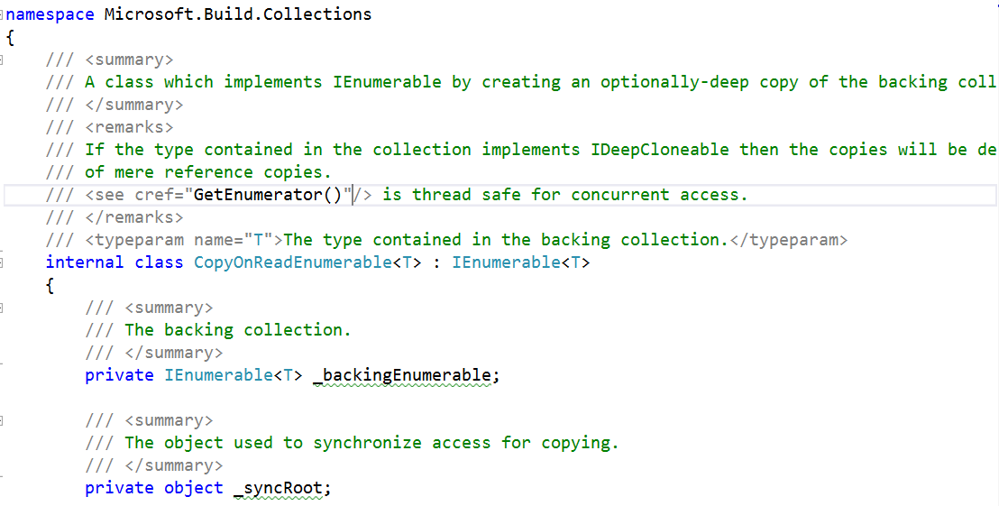 namespace Microsoft.Build.Collections
{
/// <summary>
/// A class which implements IEnumerable by creating an optionally-deep copy of the backing coll
/// </summary>
/// <remarks>
/// If the type contained in the collection implements IDeepCloneable then the copies will be de
/// of mere reference copies.
/// <see cref="GetEnumerator()"/> is thread safe for concurrent access.
/// </remarks>
/// <typeparam name="T">The type contained in the backing collection.</typeparam>
internal class CopyOnReadEnumerable<T> : IEnumerable<T>
{
/// <summary>
/// The backing collection.
/// </summary>
private IEnumerable<T> _backingEnumerable;
/// <summary>
/// The object used to synchronize access for copying.
/// </summary>
private object _syncRoot;